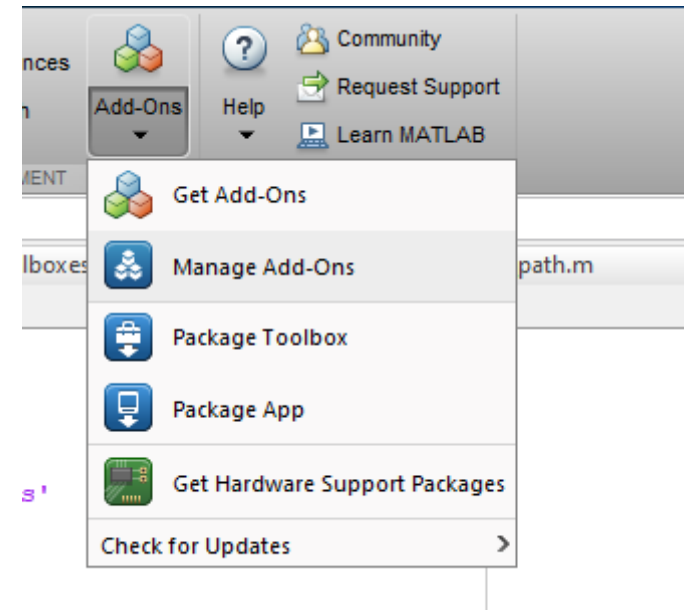 nces
Community
Request Support
Add-Ons
Help
Learn MATLAB
MENT
Get Add-Ons
lboxes
Manage Add-Ons
path.m
Package Toolbox
Package App
s'
Get Hardware Support Packages
Check for Updates